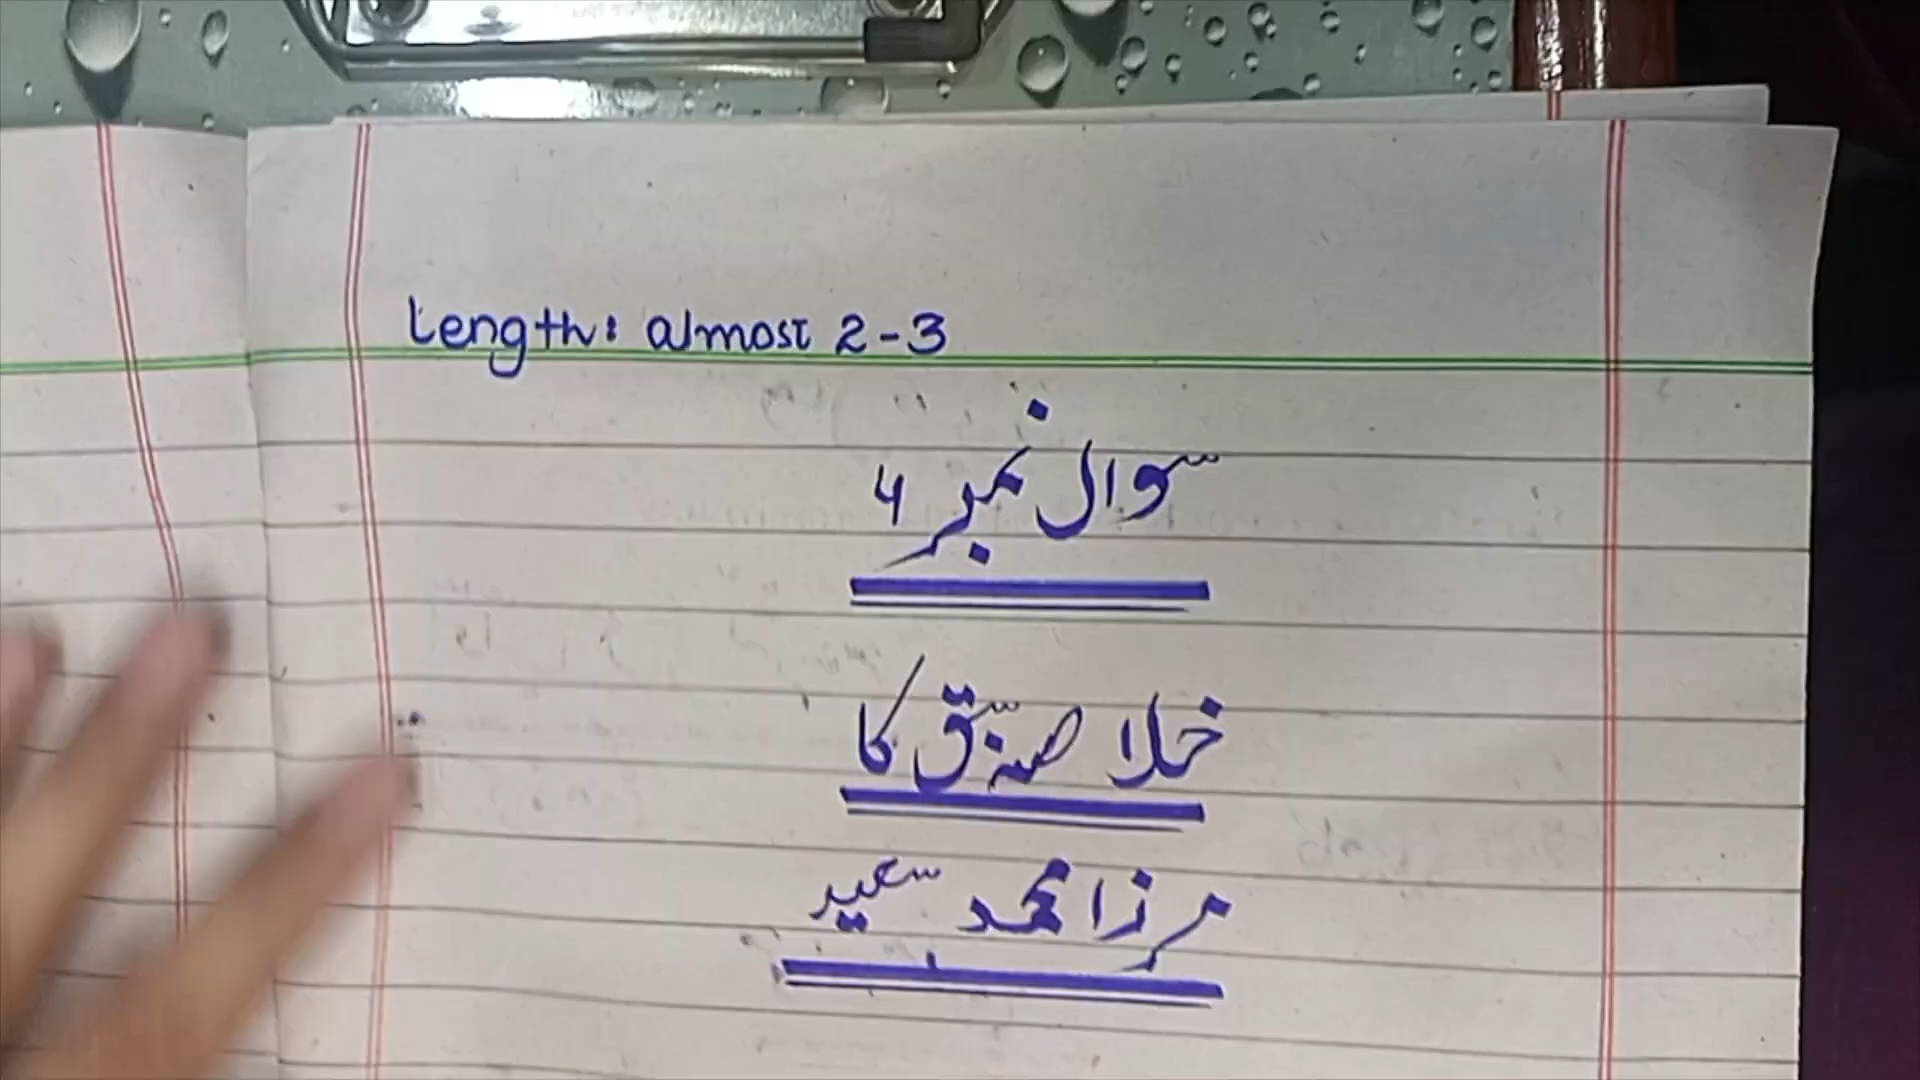 Length: almost 2-3
سوال نمبر 4
خلاصہ سبق کا
مرزا محمد سعید